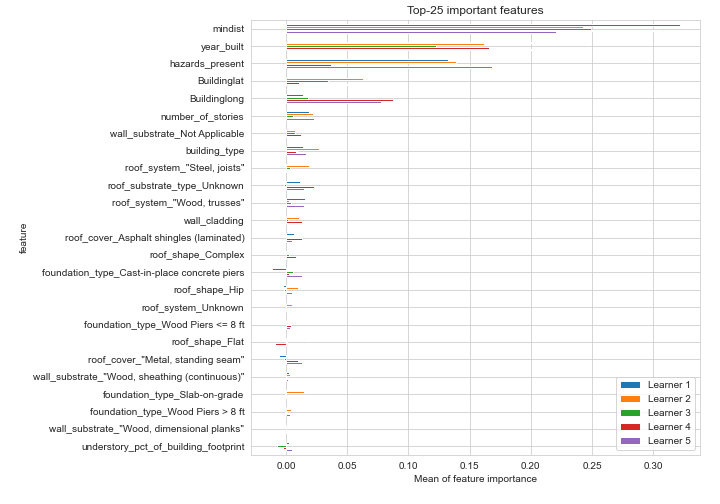 Top-25 important features
mindist
year_built
hazards_present
Buildinglat
Buildinglong
number_of_stories
wall_substrate_Not Applicable
building_type
roof_system_"Steel, joists"
roof_substrate_type_Unknown
roof_system_"Wood, trusses"
wall_cladding
roof_cover_Asphalt shingles (laminated)
roof_shape_Complex
foundation_type_Cast-in-place concrete piers
roof_shape_Hip
roof_system_Unknown
foundation_type_Wood Piers <= 8 ft
roof_shape_Flat
roof_cover_"Metal, standing seam"
wall_substrate_"Wood, sheathing (continuous)"
foundation_type_Slab-on-grade
foundation_type_Wood Piers > 8 ft
wall_substrate_"Wood, dimensional planks"
understory_pct_of_building_footprint
feature
Learner 1
Learner 2
Learner 3
Learner 4
Learner 5
0.00 0.05 0.10 0.15 0.20 0.25 0.30
Mean of feature importance